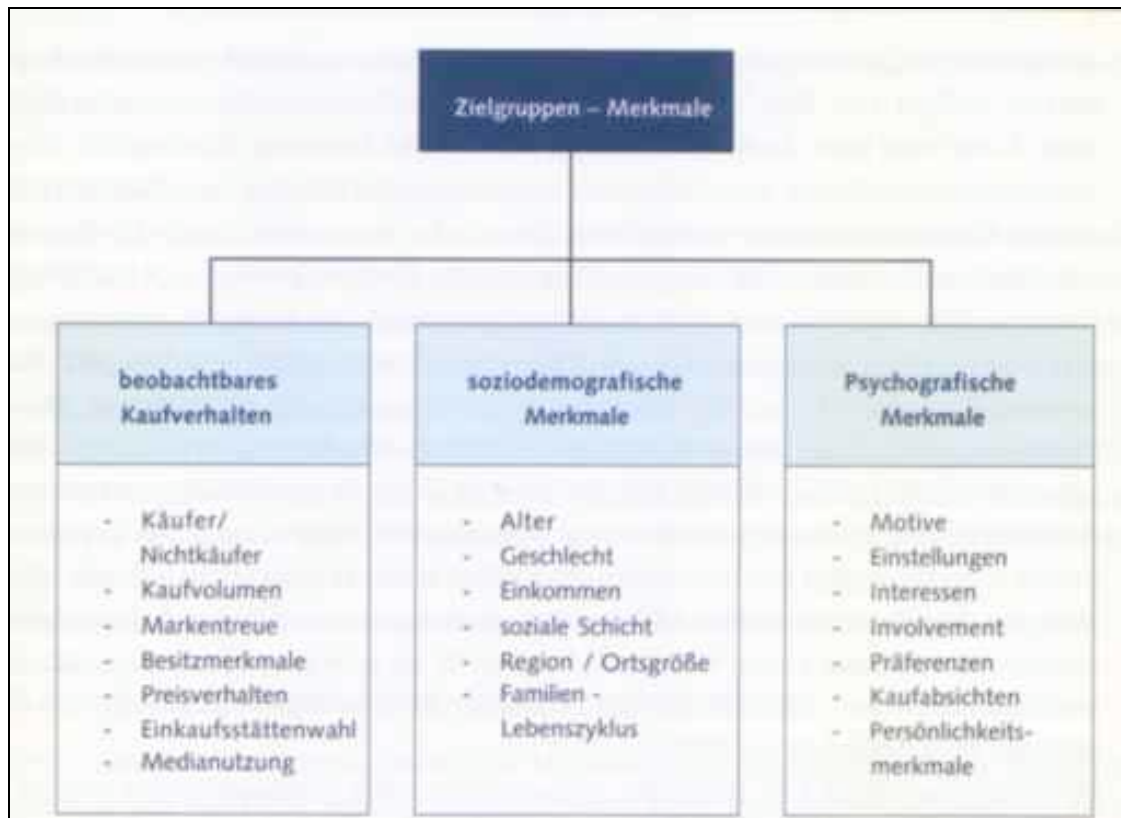 Zielgruppen – Merkmale
beobachtbares
Kaufverhalten
- Käufer/
Nichtkäufer
- Kaufvolumen
- Markentreue
- Besitzmerkmale
- Preisverhalten
- Einkaufsstättenwahl
- Medianutzung
soziodemografische
Merkmale
- Alter
- Geschlecht
- Einkommen
- soziale Schicht
- Region / Ortsgröße
- Familien -
Lebenszyklus
Psychografische
Merkmale
- Motive
- Einstellungen
- Interessen
- Involvement
- Präferenzen
- Kaufabsichten
- Persönlichkeits-
merkmale